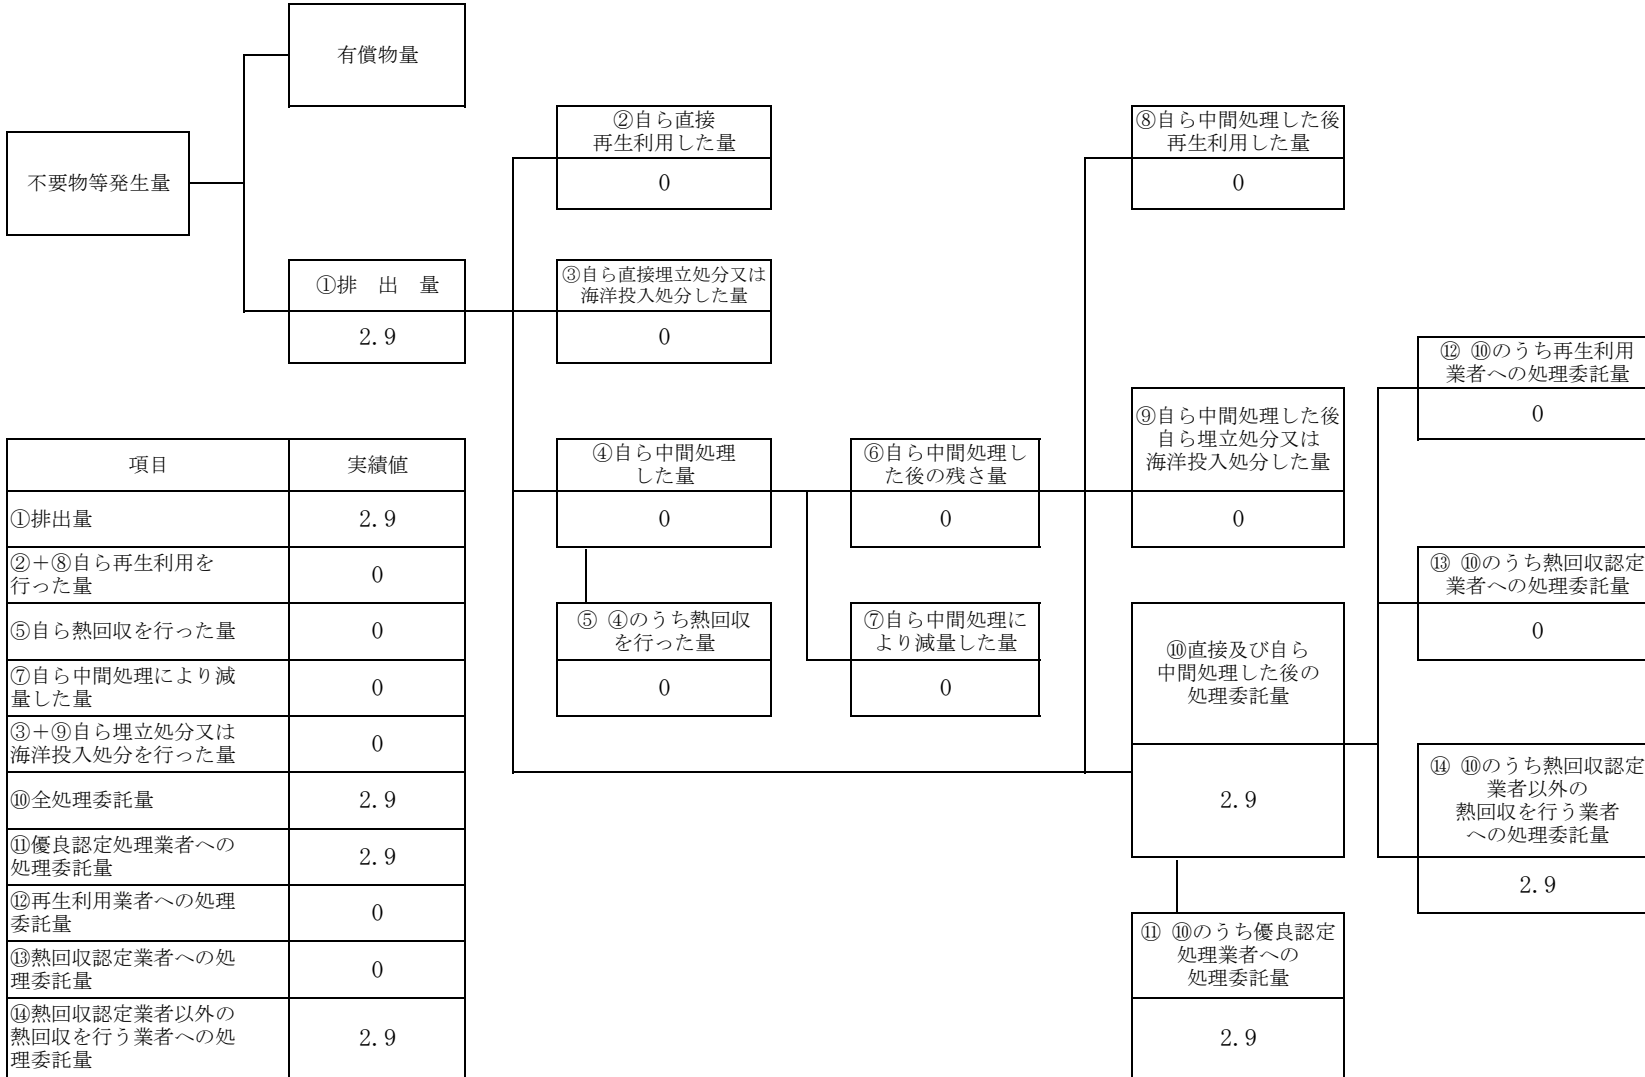 有償物量
不要物等発生量
①排　出　量
2.9
②自ら直接
再生利用した量
0
③自ら直接埋立処分又は
海洋投入処分した量
0
④自ら中間処理
した量
0
⑤ ④のうち熱回収
を行った量
0
⑥自ら中間処理し
た後の残さ量
0
⑦自ら中間処理に
より減量した量
0
⑧自ら中間処理した後
再生利用した量
0
⑨自ら中間処理した後
自ら埋立処分又は
海洋投入処分した量
0
⑩直接及び自ら
中間処理した後の
処理委託量
2.9
⑪ ⑩のうち優良認定
処理業者への
処理委託量
2.9
⑫ ⑩のうち再生利用
業者への処理委託量
0
⑬ ⑩のうち熱回収認定
業者への処理委託量
0
⑭ ⑩のうち熱回収認定
業者以外の
熱回収を行う業者
への処理委託量
2.9
項目 実績値
①排出量 2.9
②＋⑧自ら再生利用を
行った量 0
⑤自ら熱回収を行った量 0
⑦自ら中間処理により減
量した量 0
③＋⑨自ら埋立処分又は
海洋投入処分を行った量 0
⑩全処理委託量 2.9
⑪優良認定処理業者への
処理委託量 2.9
⑫再生利用業者への処理
委託量 0
⑬熱回収認定業者への処
理委託量 0
⑭熱回収認定業者以外の
熱回収を行う業者への処 2.9
理委託量